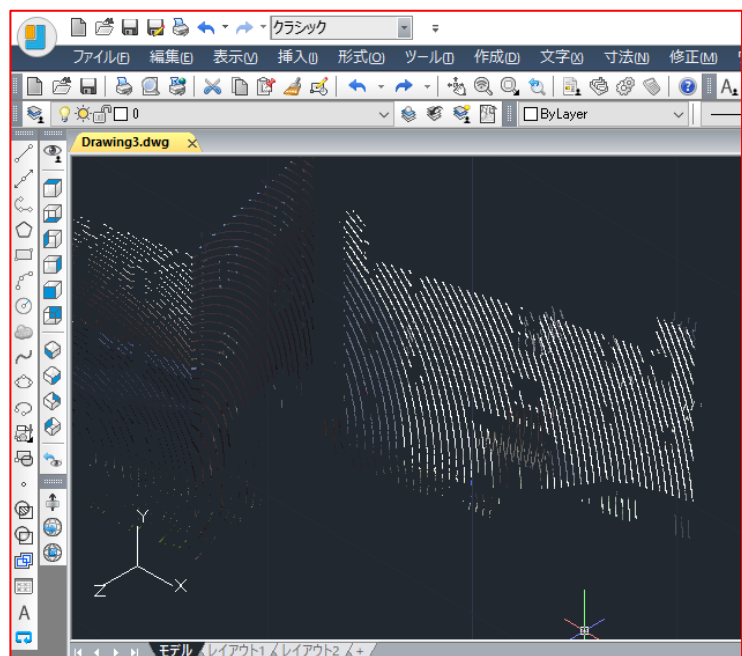 クラシック
ファイル(F) 編集(E) 表示(V) 挿入(I) 形式(O) ツール(T) 作成(D) 文字(X) 寸法(N) 修正(M)
A
0 ByLayer
Drawing3.dwg
Y
Z X
A
モデル レイアウト1 レイアウト2 +